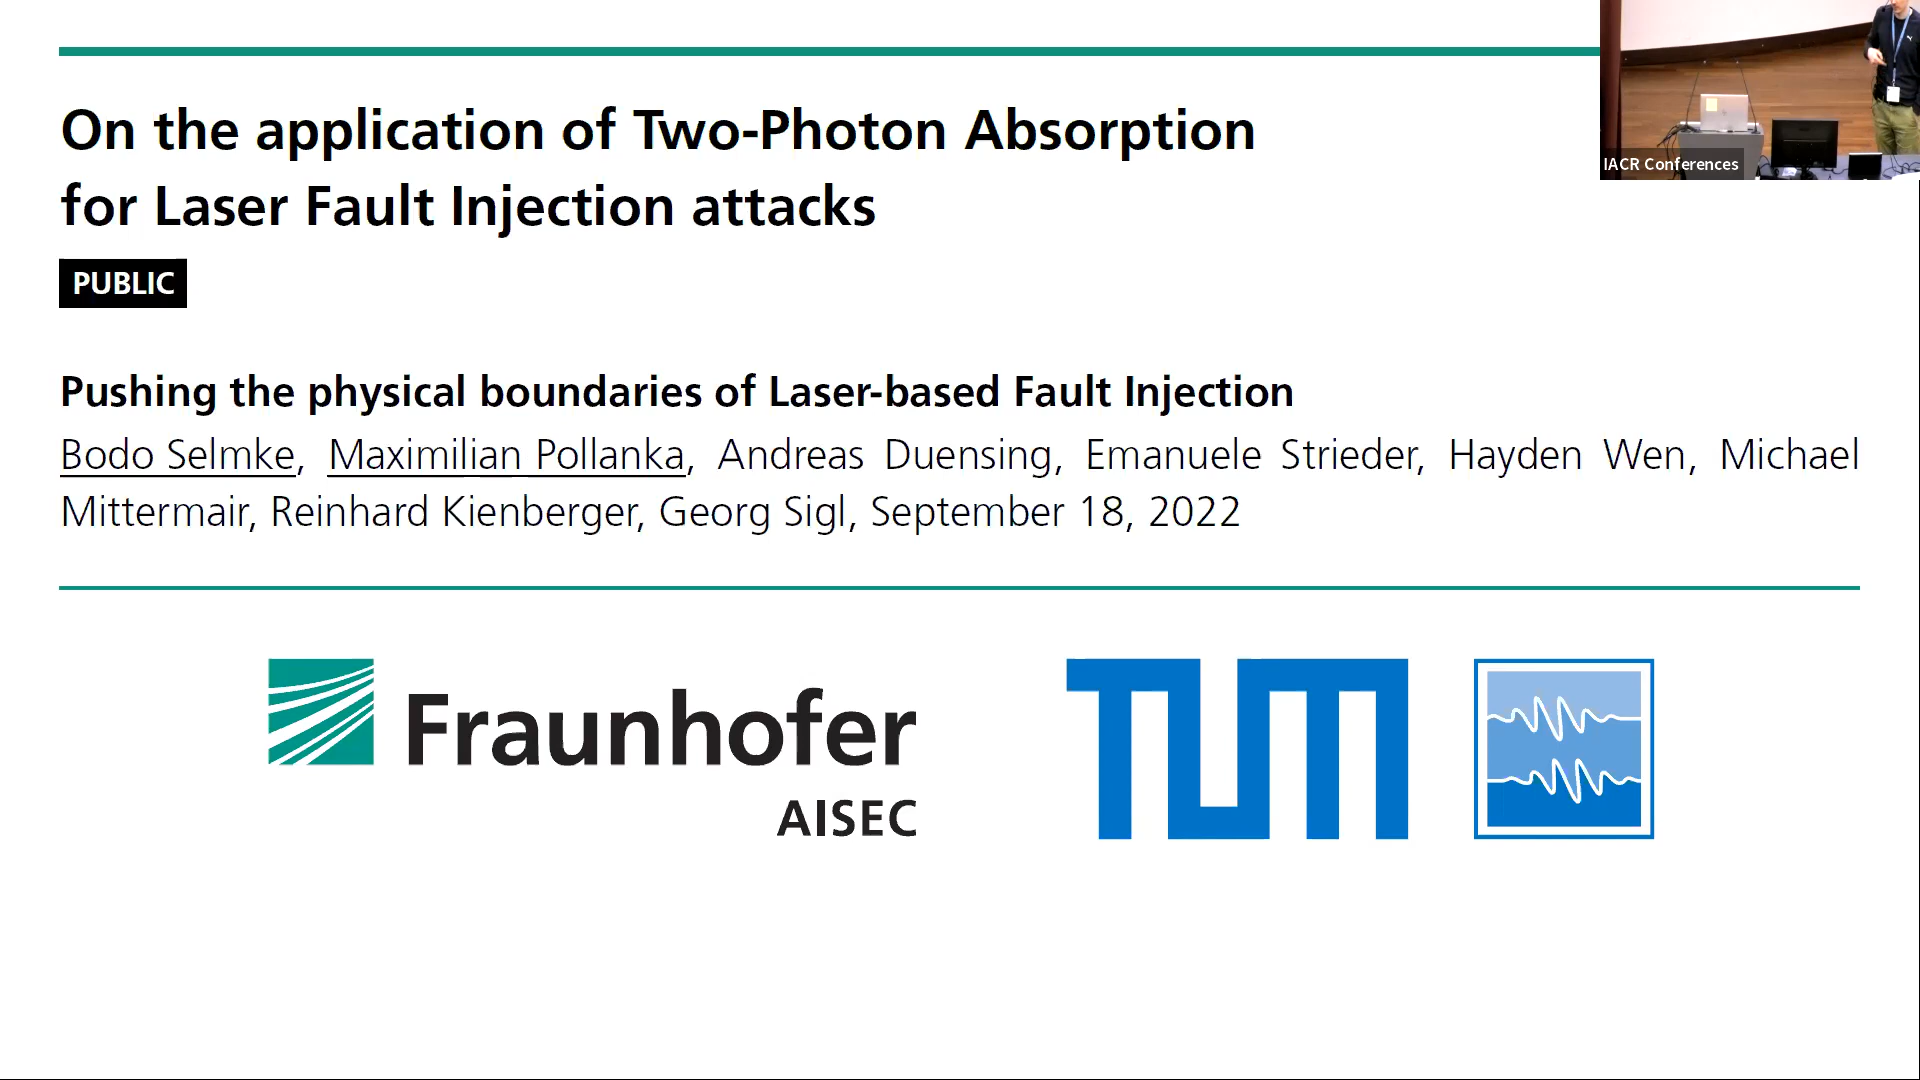 On the application of Two-Photon Absorption
for Laser Fault Injection attacks
PUBLIC
Pushing the physical boundaries of Laser-based Fault Injection
Bodo Selmke, Maximilian Pollanka, Andreas Duensing, Emanuele Strieder, Hayden Wen, Michael
Mittermair, Reinhard Kienberger, Georg Sigl, September 18, 2022
Fraunhofer
AISEC
TUM
IACR Conferences